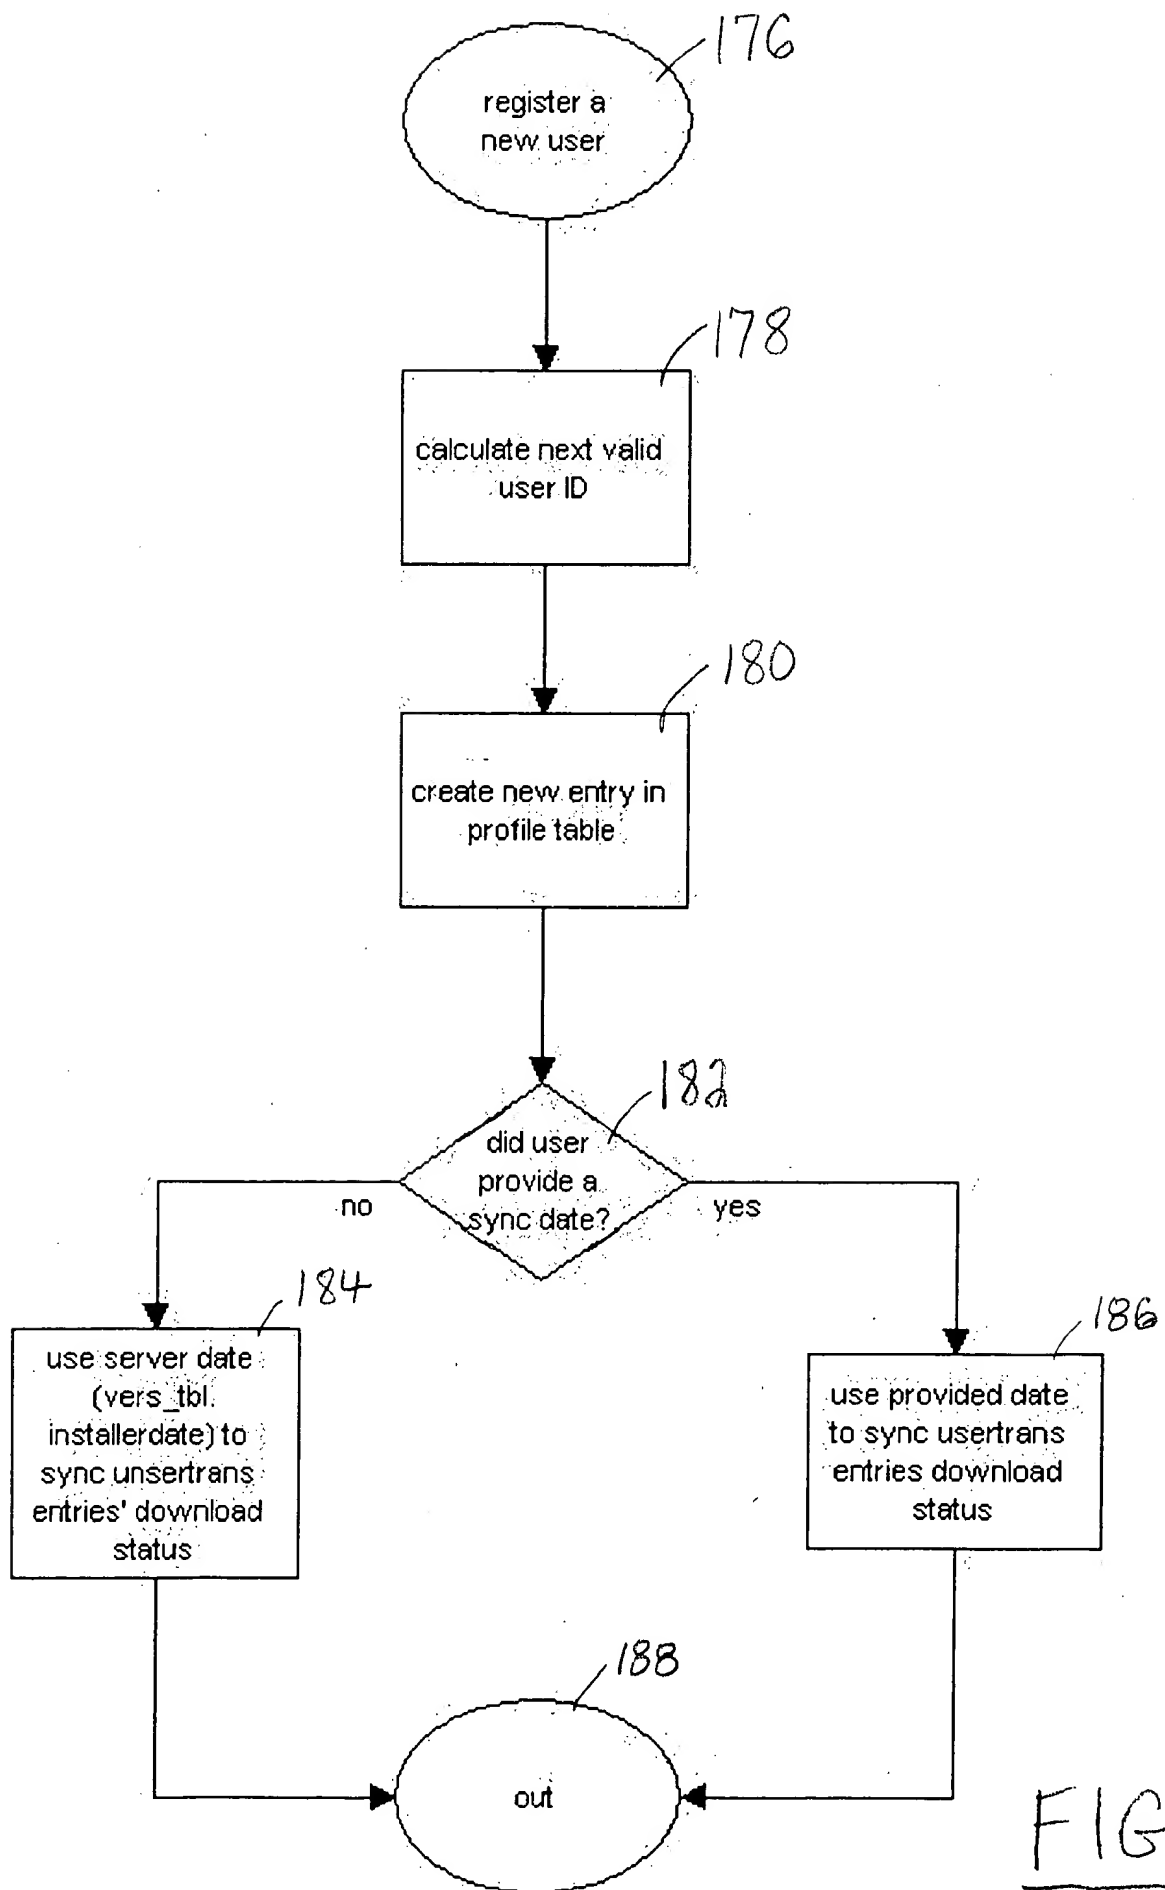 176
register a
new user
178
calculate next valid
user ID
180
create new entry in
profile table
182
did user
provide a
sync date?
no
yes
184
use server date
(vers_tbl.
installerdate) to
sync unsertrans
entries' download
status
186
use provided date
to sync usertrans
entries download
status
188
out
FIG